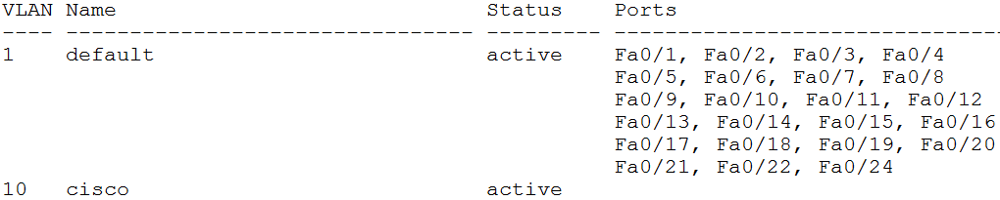 VLAN Name                             Status    Ports
---- -------------------------------- --------- -------------------------------
1    default                          active    Fa0/1, Fa0/2, Fa0/3, Fa0/4
                                                Fa0/5, Fa0/6, Fa0/7, Fa0/8
                                                Fa0/9, Fa0/10, Fa0/11, Fa0/12
                                                Fa0/13, Fa0/14, Fa0/15, Fa0/16
                                                Fa0/17, Fa0/18, Fa0/19, Fa0/20
                                                Fa0/21, Fa0/22, Fa0/24
10   cisco                            active